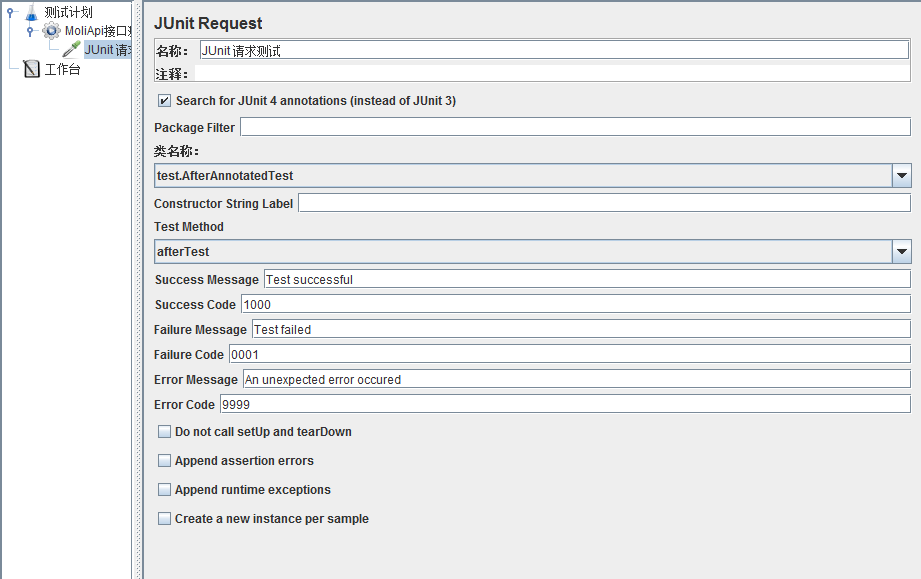 测试计划
MoliApi接口
JUnit 请求
工作台
JUnit Request
名称： JUnit 请求测试
注释：
Search for JUnit 4 annotations (instead of JUnit 3)
Package Filter
类名称：
test.AfterAnnotatedTest
Constructor String Label
Test Method
afterTest
Success Message Test successful
Success Code 1000
Failure Message Test failed
Failure Code 0001
Error Message An unexpected error occured
Error Code 9999
Do not call setUp and tearDown
Append assertion errors
Append runtime exceptions
Create a new instance per sample